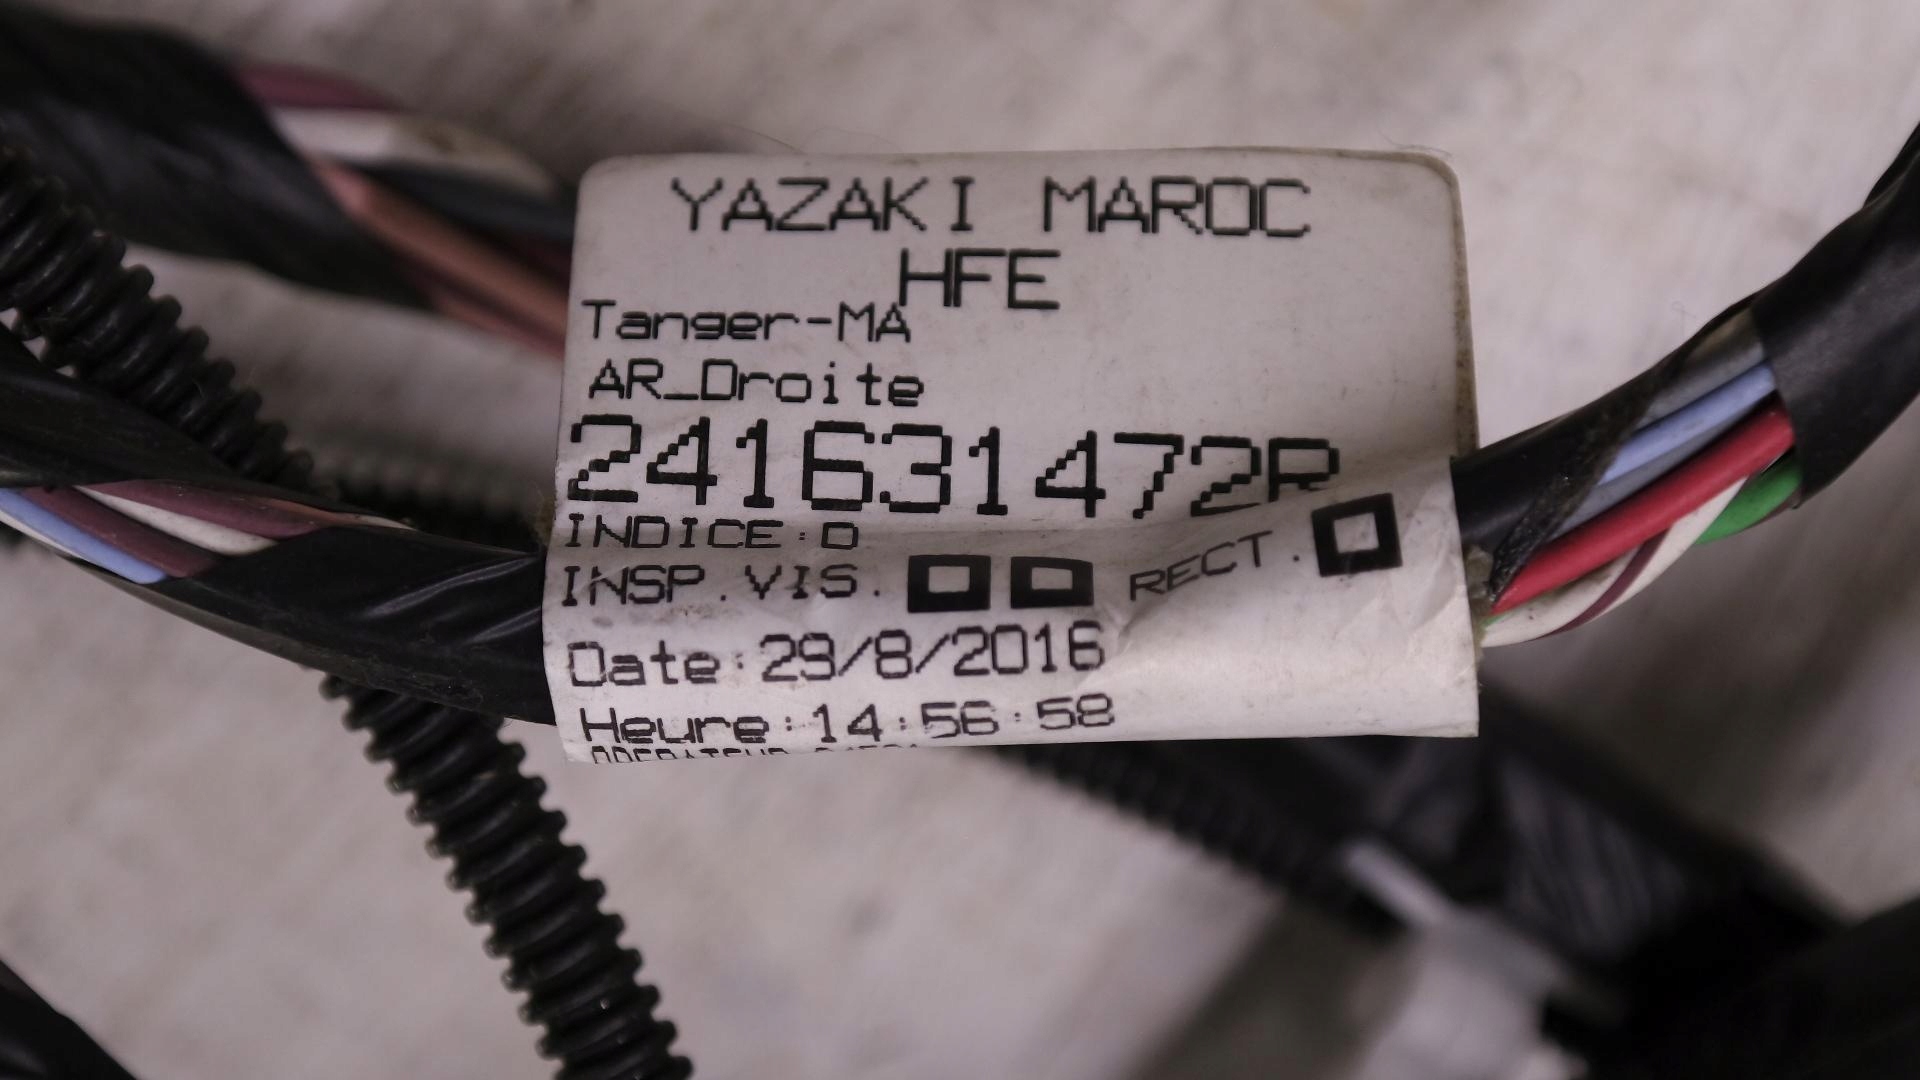 YAZAKI MAROC
HFE
Tanger-MA
AR_Droite
241631472R
INDICE:D
INSP.VIS. RECT.
Date:29/8/2016
Heure:14:56:58